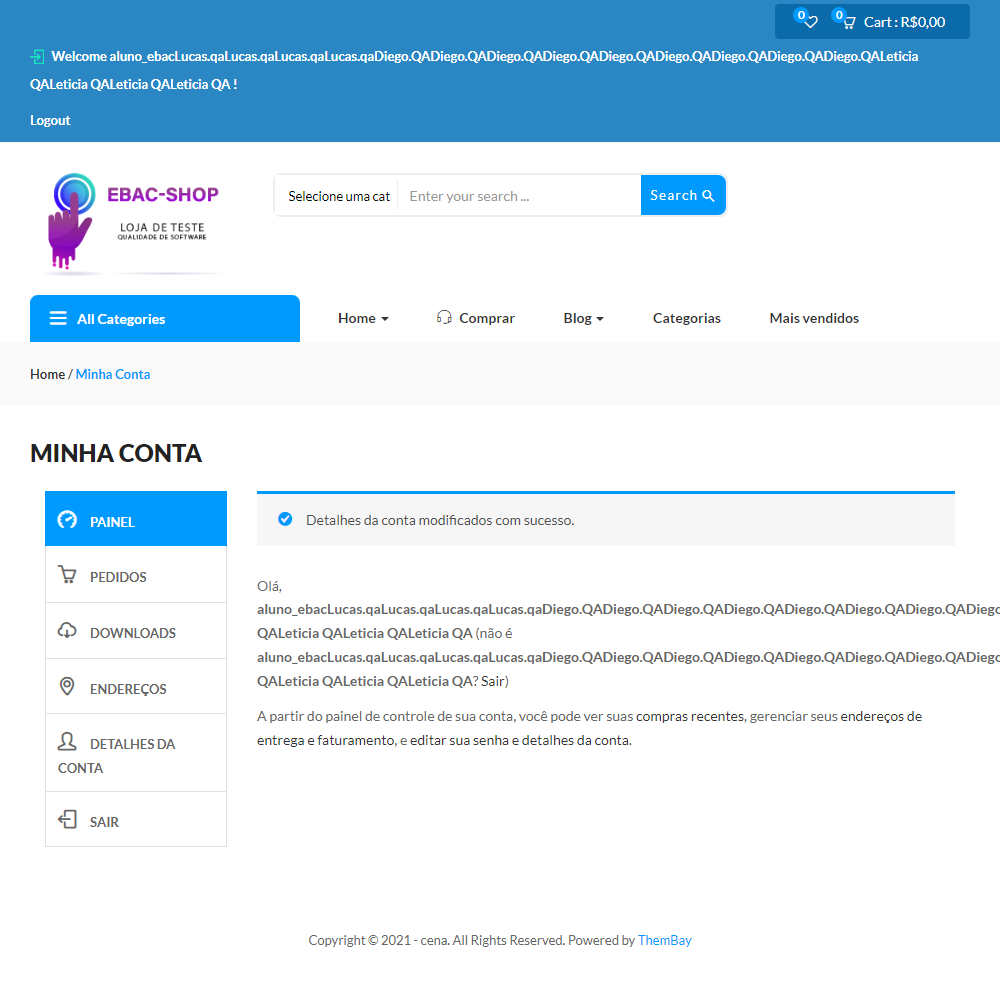 0
0
Cart : R$0,00
Welcome aluno_ebacLucas.qaLucas.qaLucas.qaLucas.qaDiego.QADiego.QADiego.QADiego.QADiego.QADiego.QADiego.QADiego.QALeticia
QALeticia QALeticia QALeticia QA !
Logout
EBAC-SHOP
LOJA DE TESTE
QUALIDADE DE SOFTWARE
Selecione uma cat
Enter your search ...
Search
All Categories
Home
Comprar
Blog
Categorias
Mais vendidos
Home / Minha Conta
MINHA CONTA
PAINEL
PEDIDOS
DOWNLOADS
ENDEREÇOS
DETALHES DA
CONTA
SAIR
Detalhes da conta modificados com sucesso.
Olá,
aluno_ebacLucas.qaLucas.qaLucas.qaLucas.qaDiego.QADiego.QADiego.QADiego.QADiego.QADiego.QADiego.QADiego
QALeticia QALeticia QALeticia QA (não é
aluno_ebacLucas.qaLucas.qaLucas.qaLucas.qaDiego.QADiego.QADiego.QADiego.QADiego.QADiego.QADiego.QADiego
QALeticia QALeticia QALeticia QA? Sair)
A partir do painel de controle de sua conta, você pode ver suas compras recentes, gerenciar seus endereços de
entrega e faturamento, e editar sua senha e detalhes da conta.
Copyright © 2021 - cena. All Rights Reserved. Powered by ThemBay